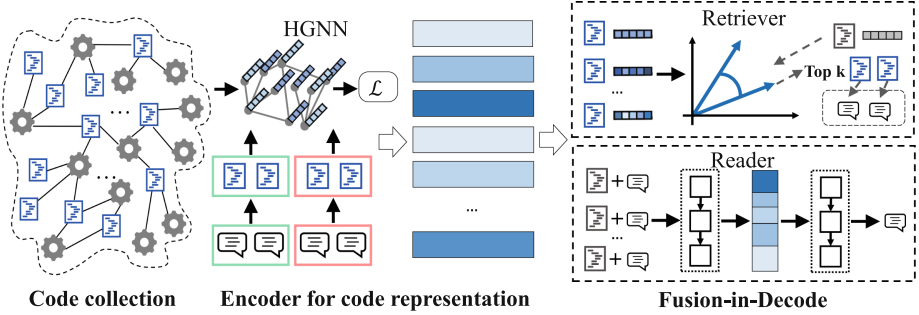 HGNN
ℒ
...
...
...
Retriever
...
Top k
Reader
+
+
...
+
Code collection
Encoder for code representation
Fusion-in-Decode